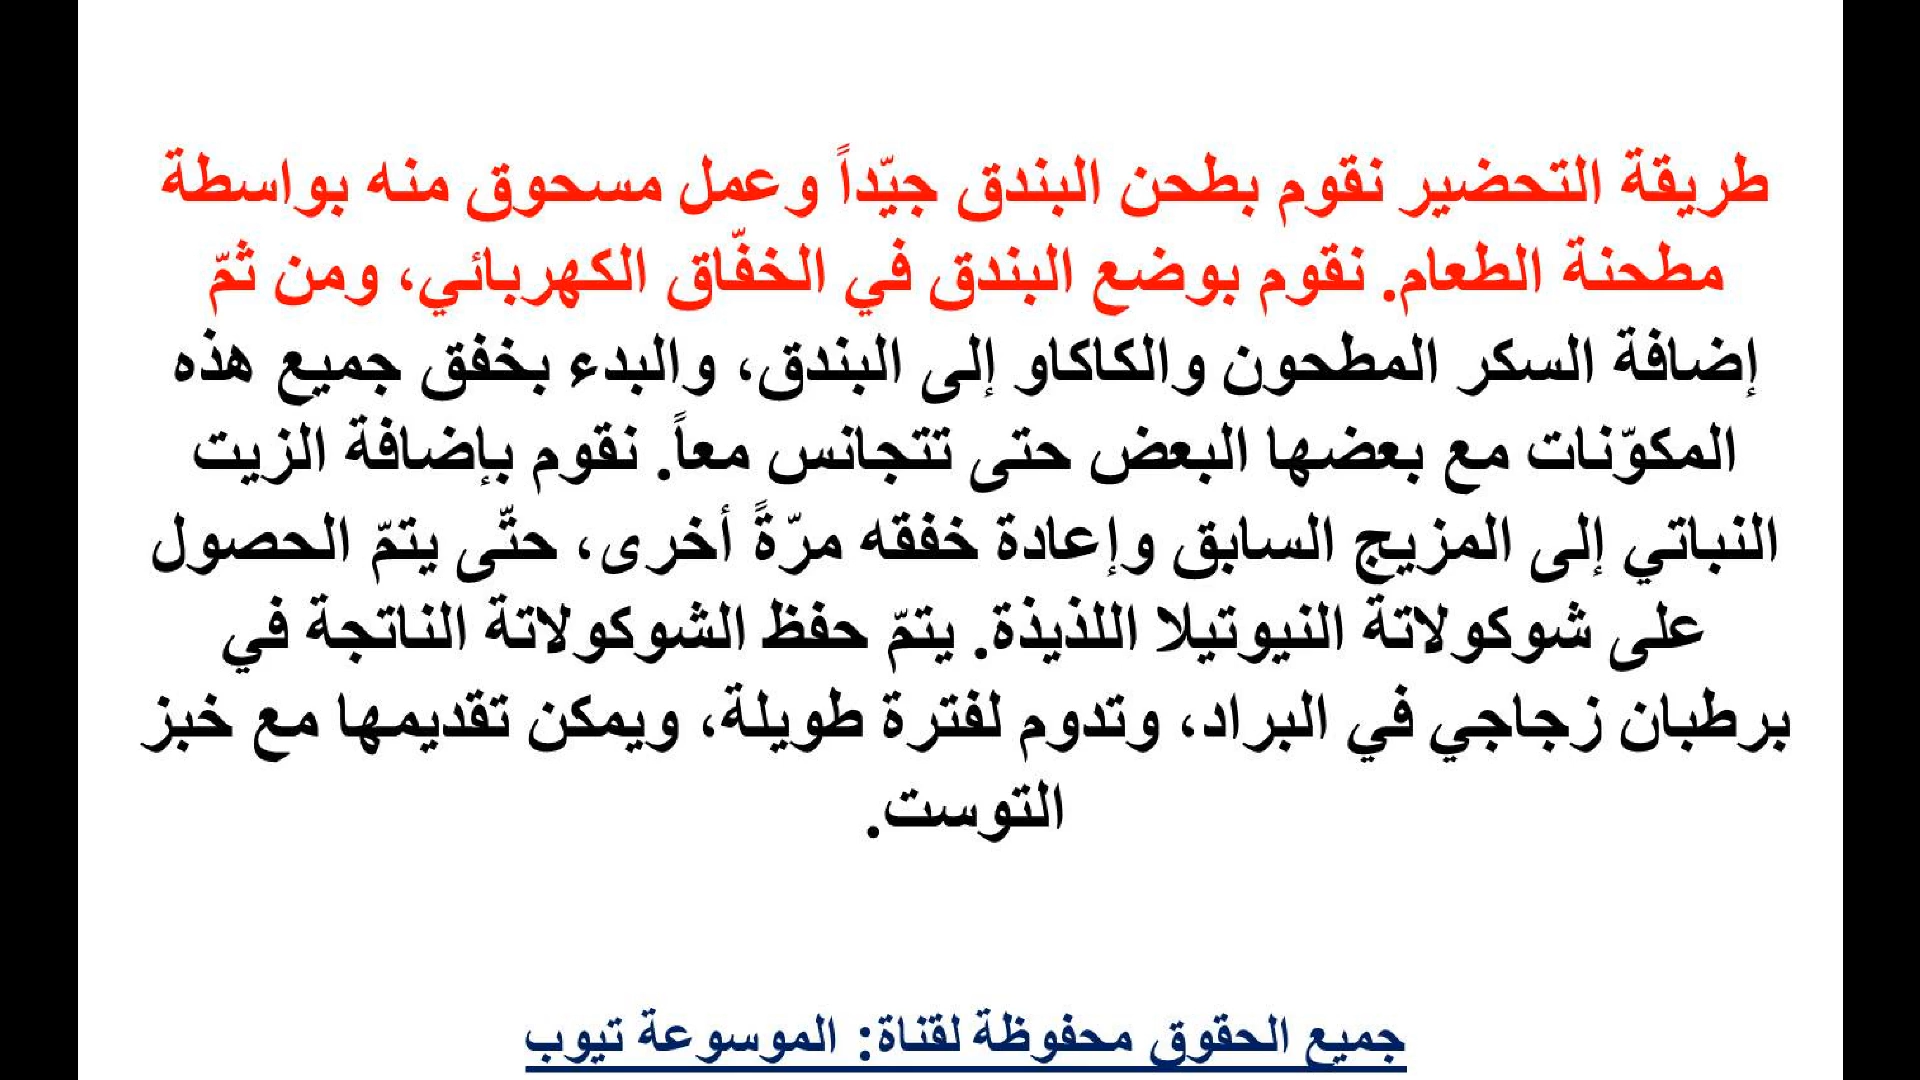 طريقة التحضير نقوم بطحن البندق جيّداً وعمل مسحوق منه بواسطة
مطحنة الطعام. نقوم بوضع البندق في الخفّاق الكهربائي، ومن ثمّ
إضافة السكر المطحون والكاكاو إلى البندق، والبدء بخفق جميع هذه
المكوّنات مع بعضها البعض حتى تتجانس معاً. نقوم بإضافة الزيت
النباتي إلى المزيج السابق وإعادة خفقه مرّةً أخرى، حتّى يتمّ الحصول
على شوكولاتة النيوتيلا اللذيذة. يتمّ حفظ الشوكولاتة الناتجة في
برطبان زجاجي في البراد، وتدوم لفترة طويلة، ويمكن تقديمها مع خبز
التوست.
جميع الحقوق محفوظة لقناة: الموسوعة تيوب